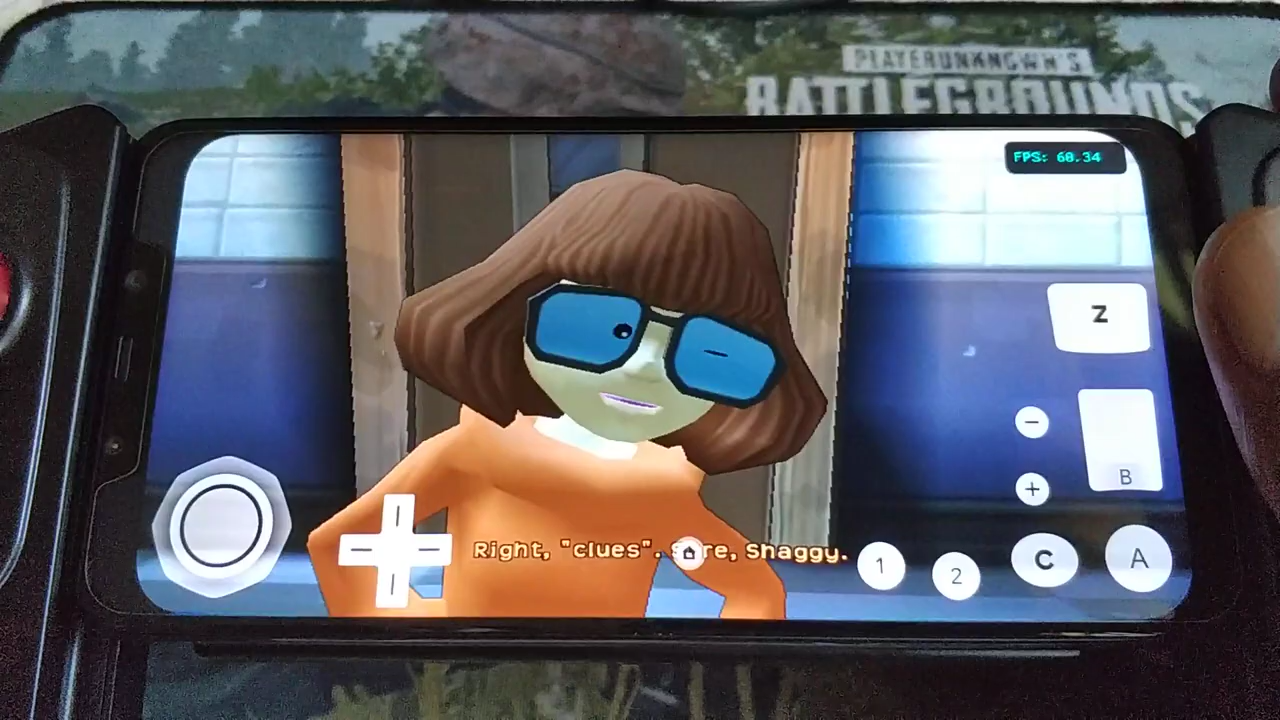 PLAYERUNKNOWN'S
BATTLEGROUNDS
FPS: 60.34
Z
B
Right, "clues". Sure, Shaggy.
1
2
C
A